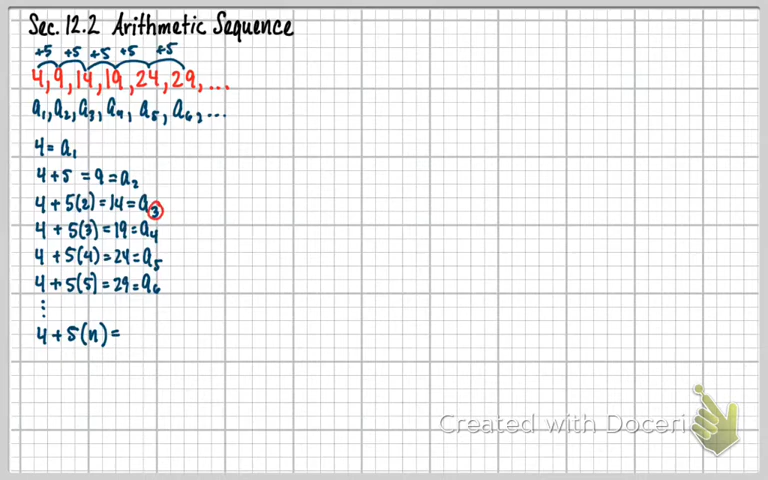 Sec. 12.2 Arithmetic Sequence
+5 +5 +5 +5 +5
4, 9, 14, 19, 24, 29, ...
a₁, a₂, a₃, a₄, a₅, a₆, ...
4 = a₁
4 + 5 = 9 = a₂
4 + 5(2) = 14 = a₃
4 + 5(3) = 19 = a₄
4 + 5(4) = 24 = a₅
4 + 5(5) = 29 = a₆
⋮
4 + 5(n) =
Created with Doceri